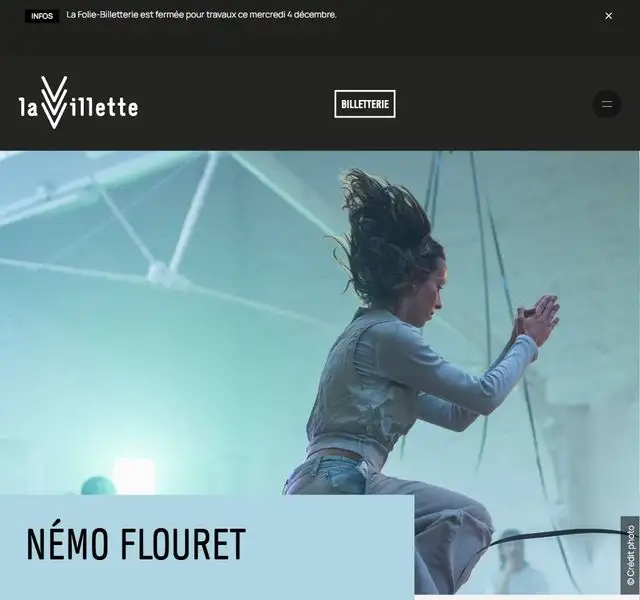 INFOS La Folie-Billetterie est fermée pour travaux ce mercredi 4 décembre.
la Villette
BILLETTERIE
NÉMO FLOURET
© Crédit photo